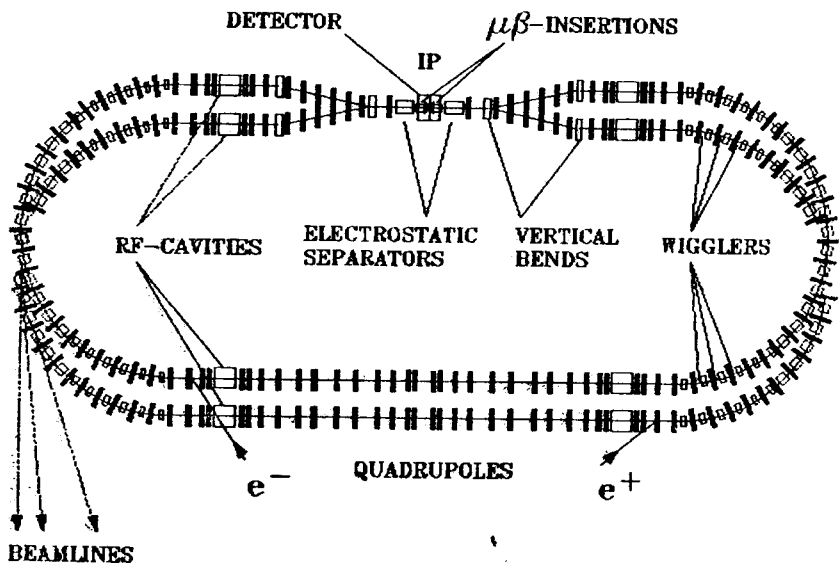 DETECTOR
μβ-INSERTIONS
IP
RF-CAVITIES
ELECTROSTATIC
SEPARATORS
VERTICAL
BENDS
WIGGLERS
e−
QUADRUPOLES
e+
BEAMLINES